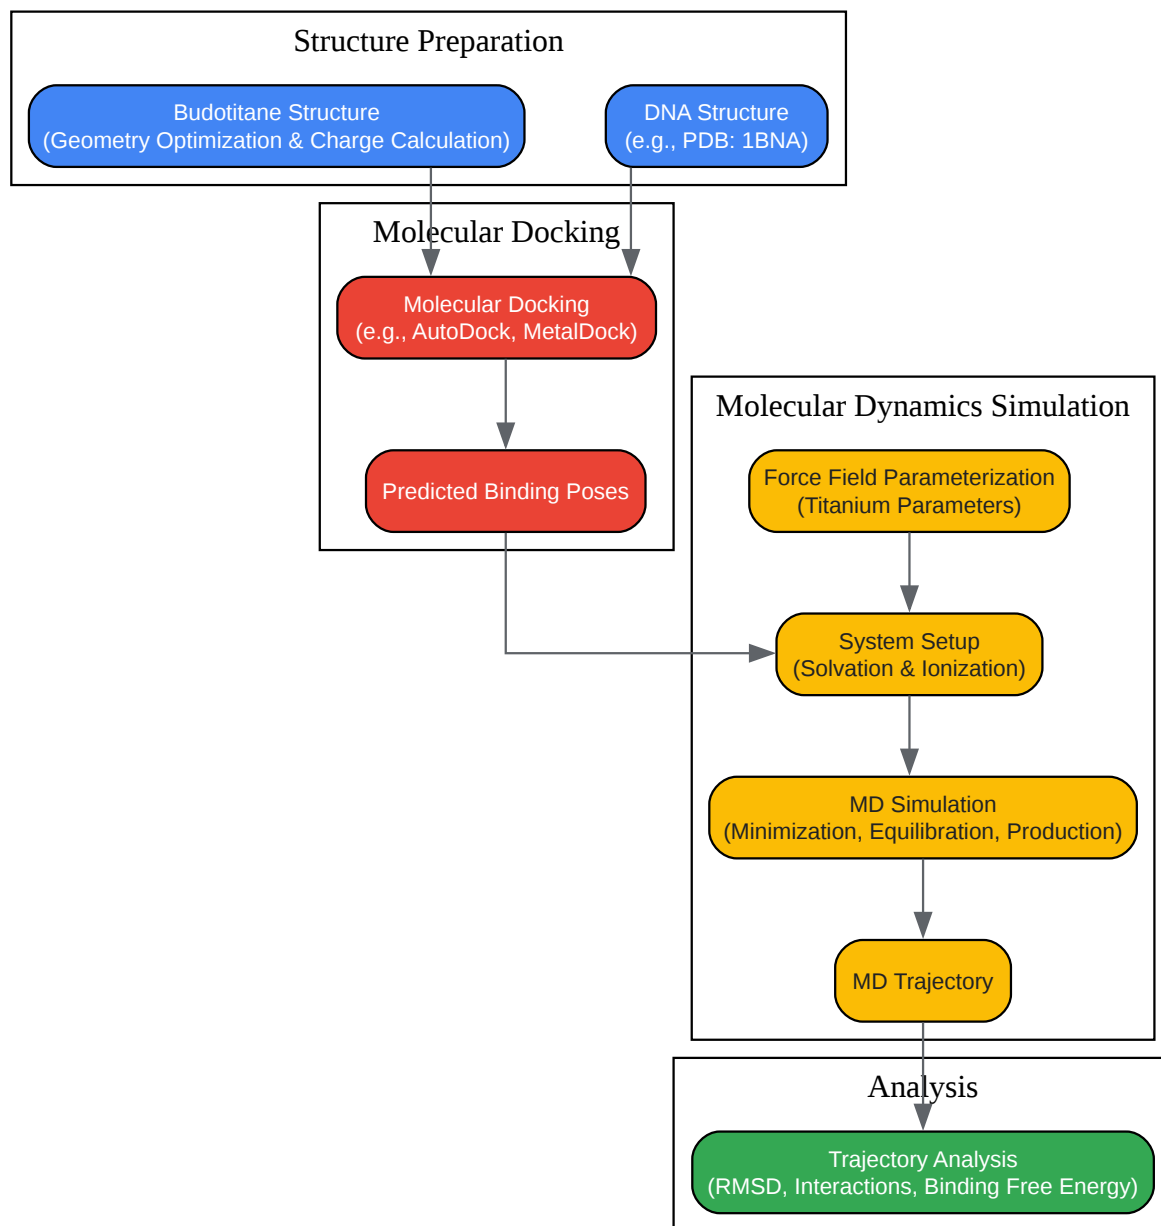 Structure Preparation
Budotitane Structure
(Geometry Optimization & Charge Calculation)
DNA Structure
(e.g., PDB: 1BNA)
Molecular Docking
Molecular Docking
(e.g., AutoDock, MetalDock)
Predicted Binding Poses
Molecular Dynamics Simulation
Force Field Parameterization
(Titanium Parameters)
System Setup
(Solvation & Ionization)
MD Simulation
(Minimization, Equilibration, Production)
MD Trajectory
Analysis
Trajectory Analysis
(RMSD, Interactions, Binding Free Energy)